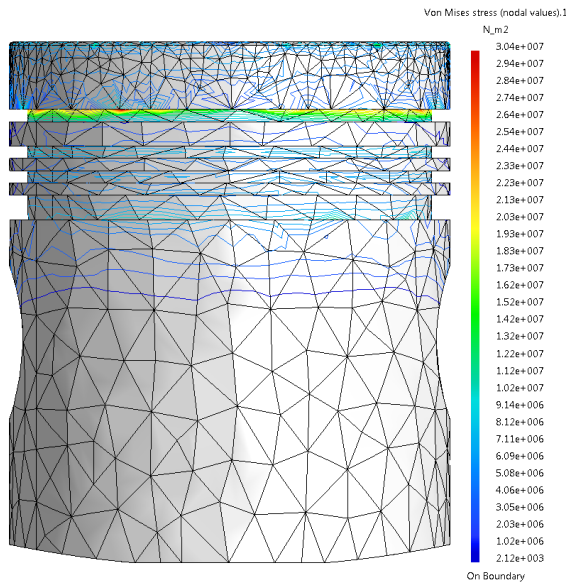 Von Mises stress (nodal values).1
N_m2
3.04e+007
2.94e+007
2.84e+007
2.74e+007
2.64e+007
2.54e+007
2.44e+007
2.33e+007
2.23e+007
2.13e+007
2.03e+007
1.93e+007
1.83e+007
1.73e+007
1.62e+007
1.52e+007
1.42e+007
1.32e+007
1.22e+007
1.12e+007
1.02e+007
9.14e+006
8.12e+006
7.11e+006
6.09e+006
5.08e+006
4.06e+006
3.05e+006
2.03e+006
1.02e+006
2.12e+003
On Boundary